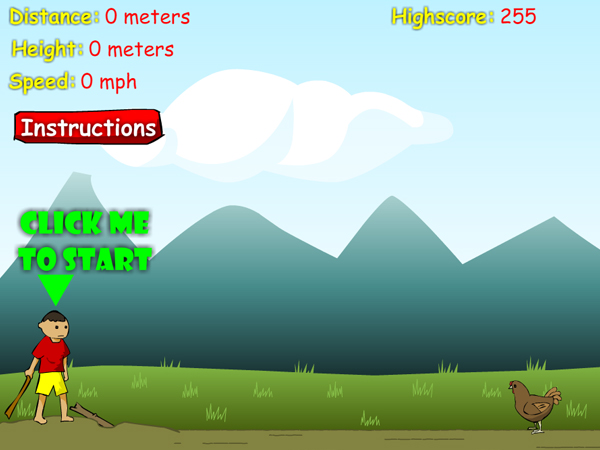 Distance: 0 meters
Highscore: 255
Height: 0 meters
Speed: 0 mph
Instructions
CLICK ME
TO START